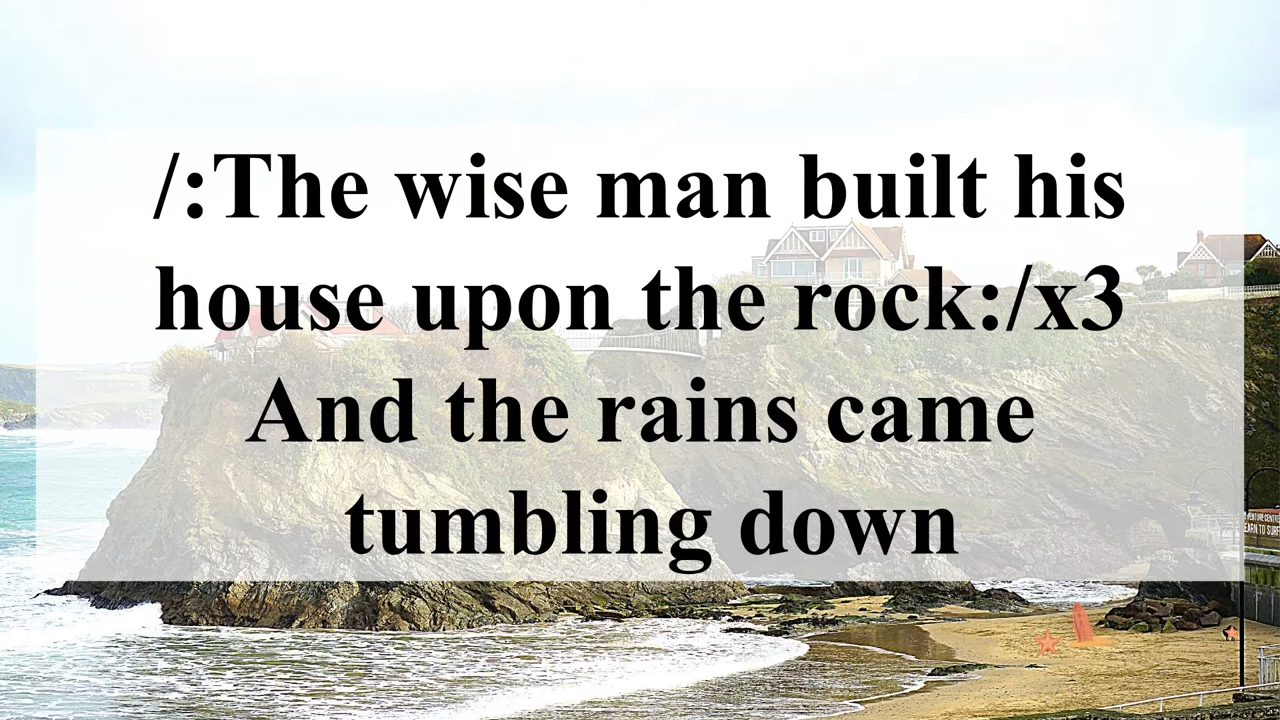 /:The wise man built his
house upon the rock:/x3
And the rains came
tumbling down